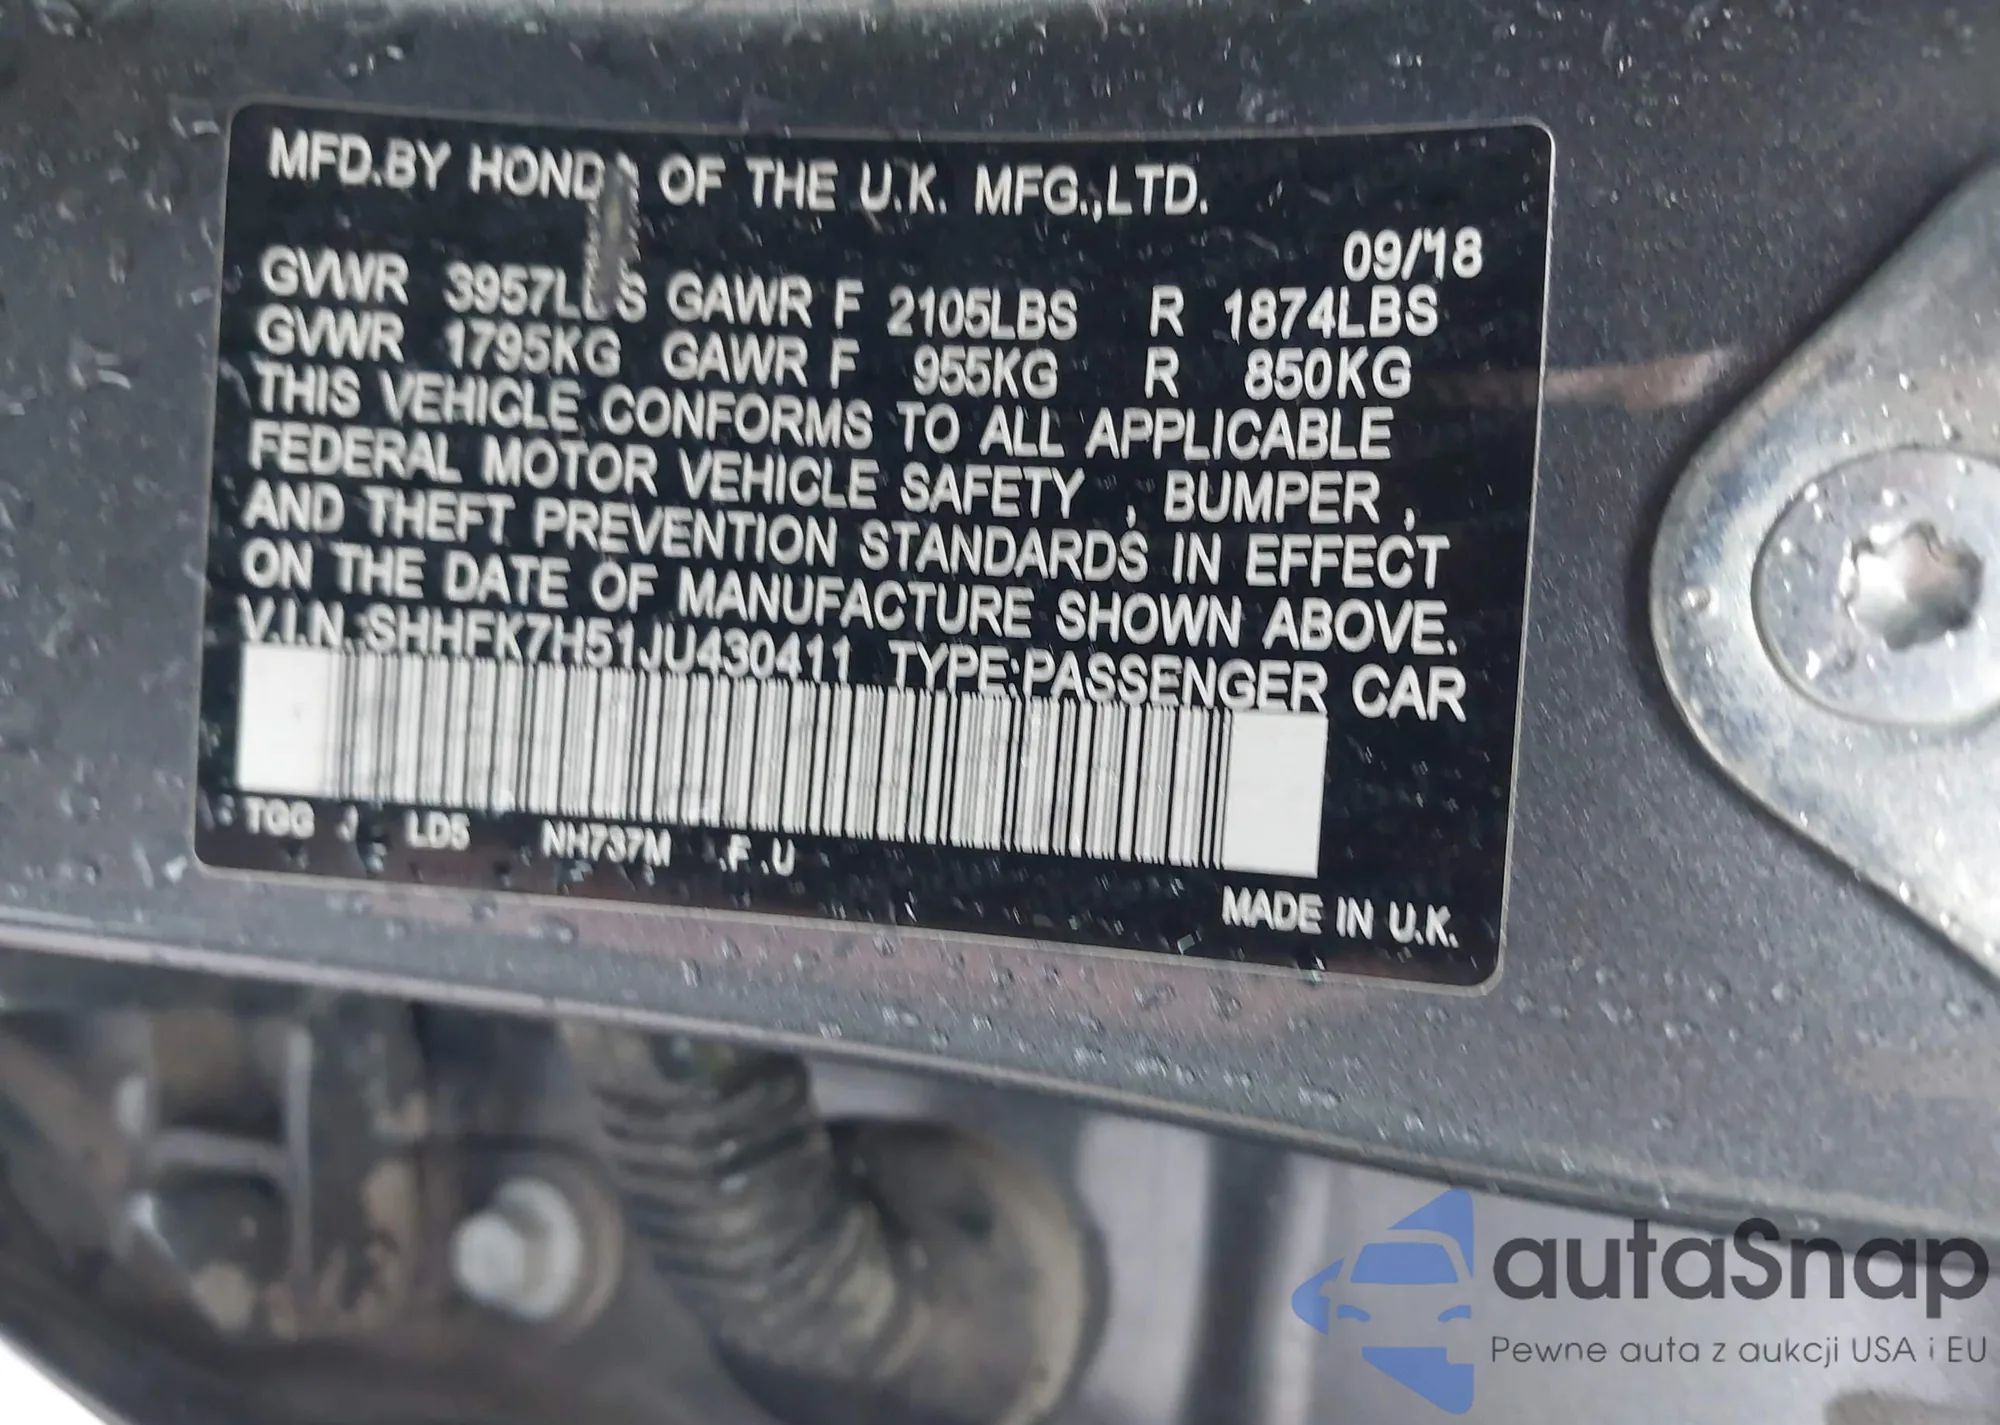 MFD.BY HONDA OF THE U.K. MFG.,LTD.
09/18
GVWR 3957LBS GAWR F 2105LBS R 1874LBS
GVWR 1795KG GAWR F 955KG R 850KG
THIS VEHICLE CONFORMS TO ALL APPLICABLE
FEDERAL MOTOR VEHICLE SAFETY , BUMPER ,
AND THEFT PREVENTION STANDARDS IN EFFECT
ON THE DATE OF MANUFACTURE SHOWN ABOVE.
V.I.N. SHHFK7H51JU430411 TYPE:PASSENGER CAR
TGG J LD5 NH737M .F .U
MADE IN U.K.
autaSnap
Pewne auta z aukcji USA i EU